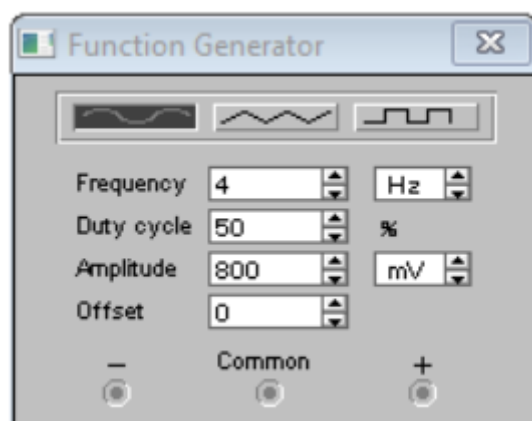 Function Generator
Frequency 4 Hz
Duty cycle 50 %
Amplitude 800 mV
Offset 0
− Common +